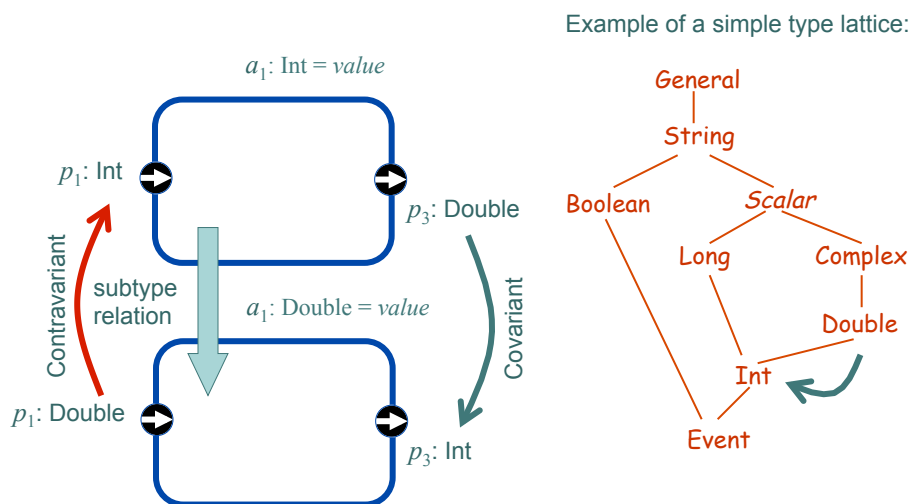 Example of a simple type lattice:
a₁: Int = value
General
String
p₁: Int
Boolean
Scalar
p₃: Double
Long
Complex
Contravariant
subtype
relation
a₁: Double = value
Covariant
Double
Int
p₁: Double
Event
p₃: Int